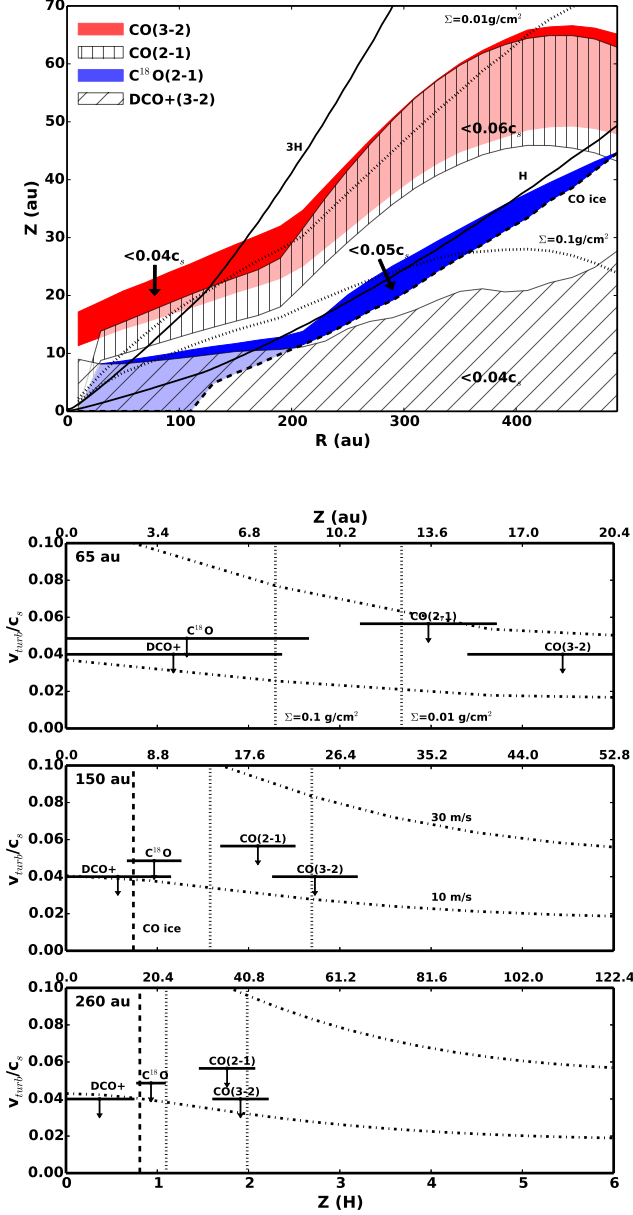 70
60
50
40
30
20
10
0
Z (au)
CO(3-2)
CO(2-1)
C¹⁸O(2-1)
DCO+(3-2)
Σ=0.01g/cm²
3H
<0.06cₛ
H
CO ice
<0.04cₛ
<0.05cₛ
Σ=0.1g/cm²
<0.04cₛ
0 100 200 300 400
R (au)
Z (au)
0.0 3.4 6.8 10.2 13.6 17.0 20.4
0.10
0.08
0.06
0.04
0.02
0.00
v_turb/cₛ
65 au
C¹⁸O
DCO+
CO(2-1)
CO(3-2)
Σ=0.1 g/cm²
Σ=0.01 g/cm²
0.0 8.8 17.6 26.4 35.2 44.0 52.8
0.10
0.08
0.06
0.04
0.02
0.00
v_turb/cₛ
150 au
30 m/s
CO(2-1)
C¹⁸O
DCO+
CO(3-2)
10 m/s
CO ice
0.0 20.4 40.8 61.2 81.6 102.0 122.4
0.10
0.08
0.06
0.04
0.02
0.00
v_turb/cₛ
260 au
CO(2-1)
C¹⁸O
DCO+
CO(3-2)
0 1 2 3 4 5 6
Z (H)